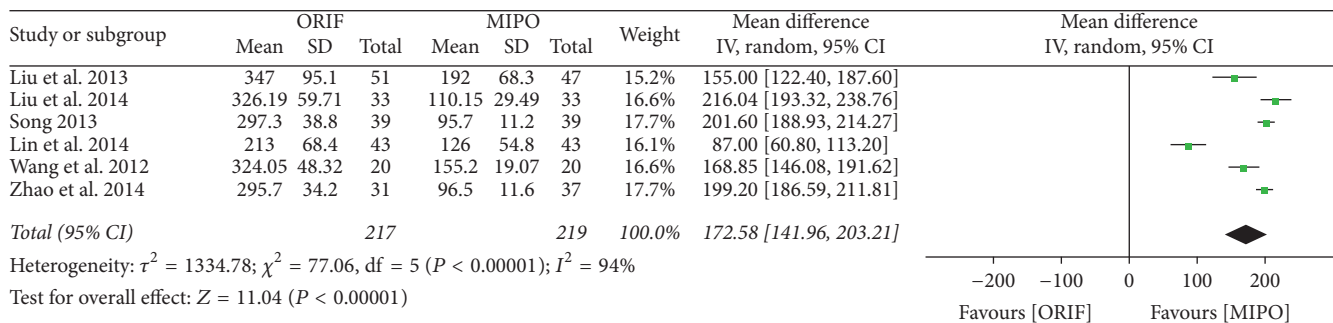 Study or subgroup ORIF MIPO Weight Mean difference Mean difference
Mean SD Total Mean SD Total IV, random, 95% CI IV, random, 95% CI
Liu et al. 2013 347 95.1 51 192 68.3 47 15.2% 155.00 [122.40, 187.60]
Liu et al. 2014 326.19 59.71 33 110.15 29.49 33 16.6% 216.04 [193.32, 238.76]
Song 2013 297.3 38.8 39 95.7 11.2 39 17.7% 201.60 [188.93, 214.27]
Lin et al. 2014 213 68.4 43 126 54.8 43 16.1% 87.00 [60.80, 113.20]
Wang et al. 2012 324.05 48.32 20 155.2 19.07 20 16.6% 168.85 [146.08, 191.62]
Zhao et al. 2014 295.7 34.2 31 96.5 11.6 37 17.7% 199.20 [186.59, 211.81]
Total (95% CI) 217 219 100.0% 172.58 [141.96, 203.21]
Heterogeneity: τ² = 1334.78; χ² = 77.06, df = 5 (P < 0.00001); I² = 94%
Test for overall effect: Z = 11.04 (P < 0.00001)
−200 −100 0 100 200
Favours [ORIF] Favours [MIPO]